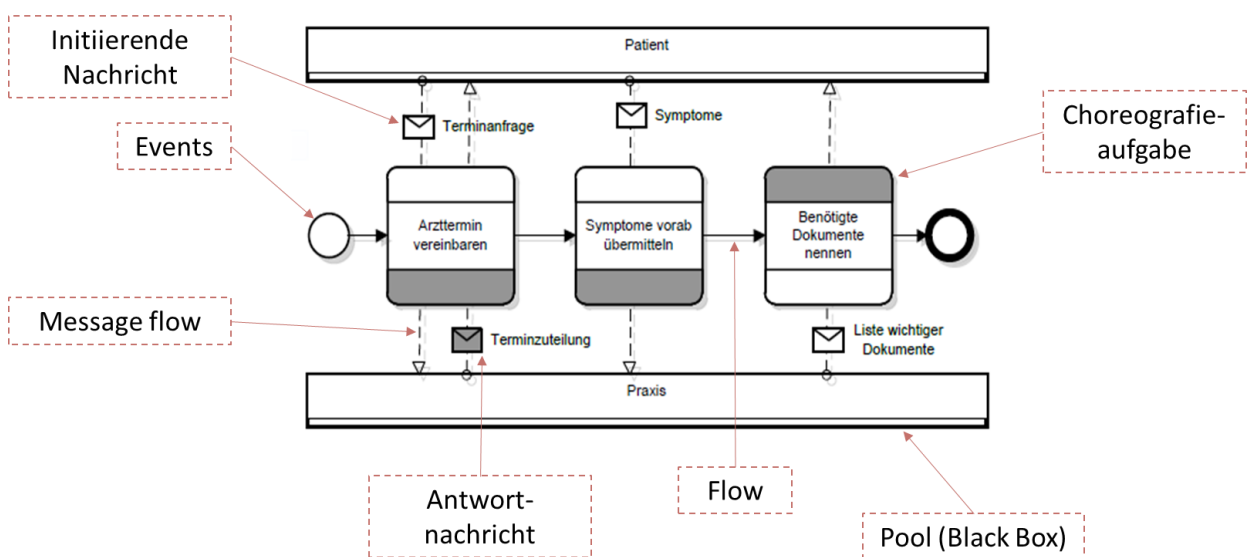 Initiierende
Nachricht
Patient
Terminanfrage
Symptome
Choreografie-
aufgabe
Events
Arzttermin
vereinbaren
Symptome vorab
übermitteln
Benötigte
Dokumente
nennen
Message flow
Terminzuteilung
Liste wichtiger
Dokumente
Praxis
Antwort-
nachricht
Flow
Pool (Black Box)